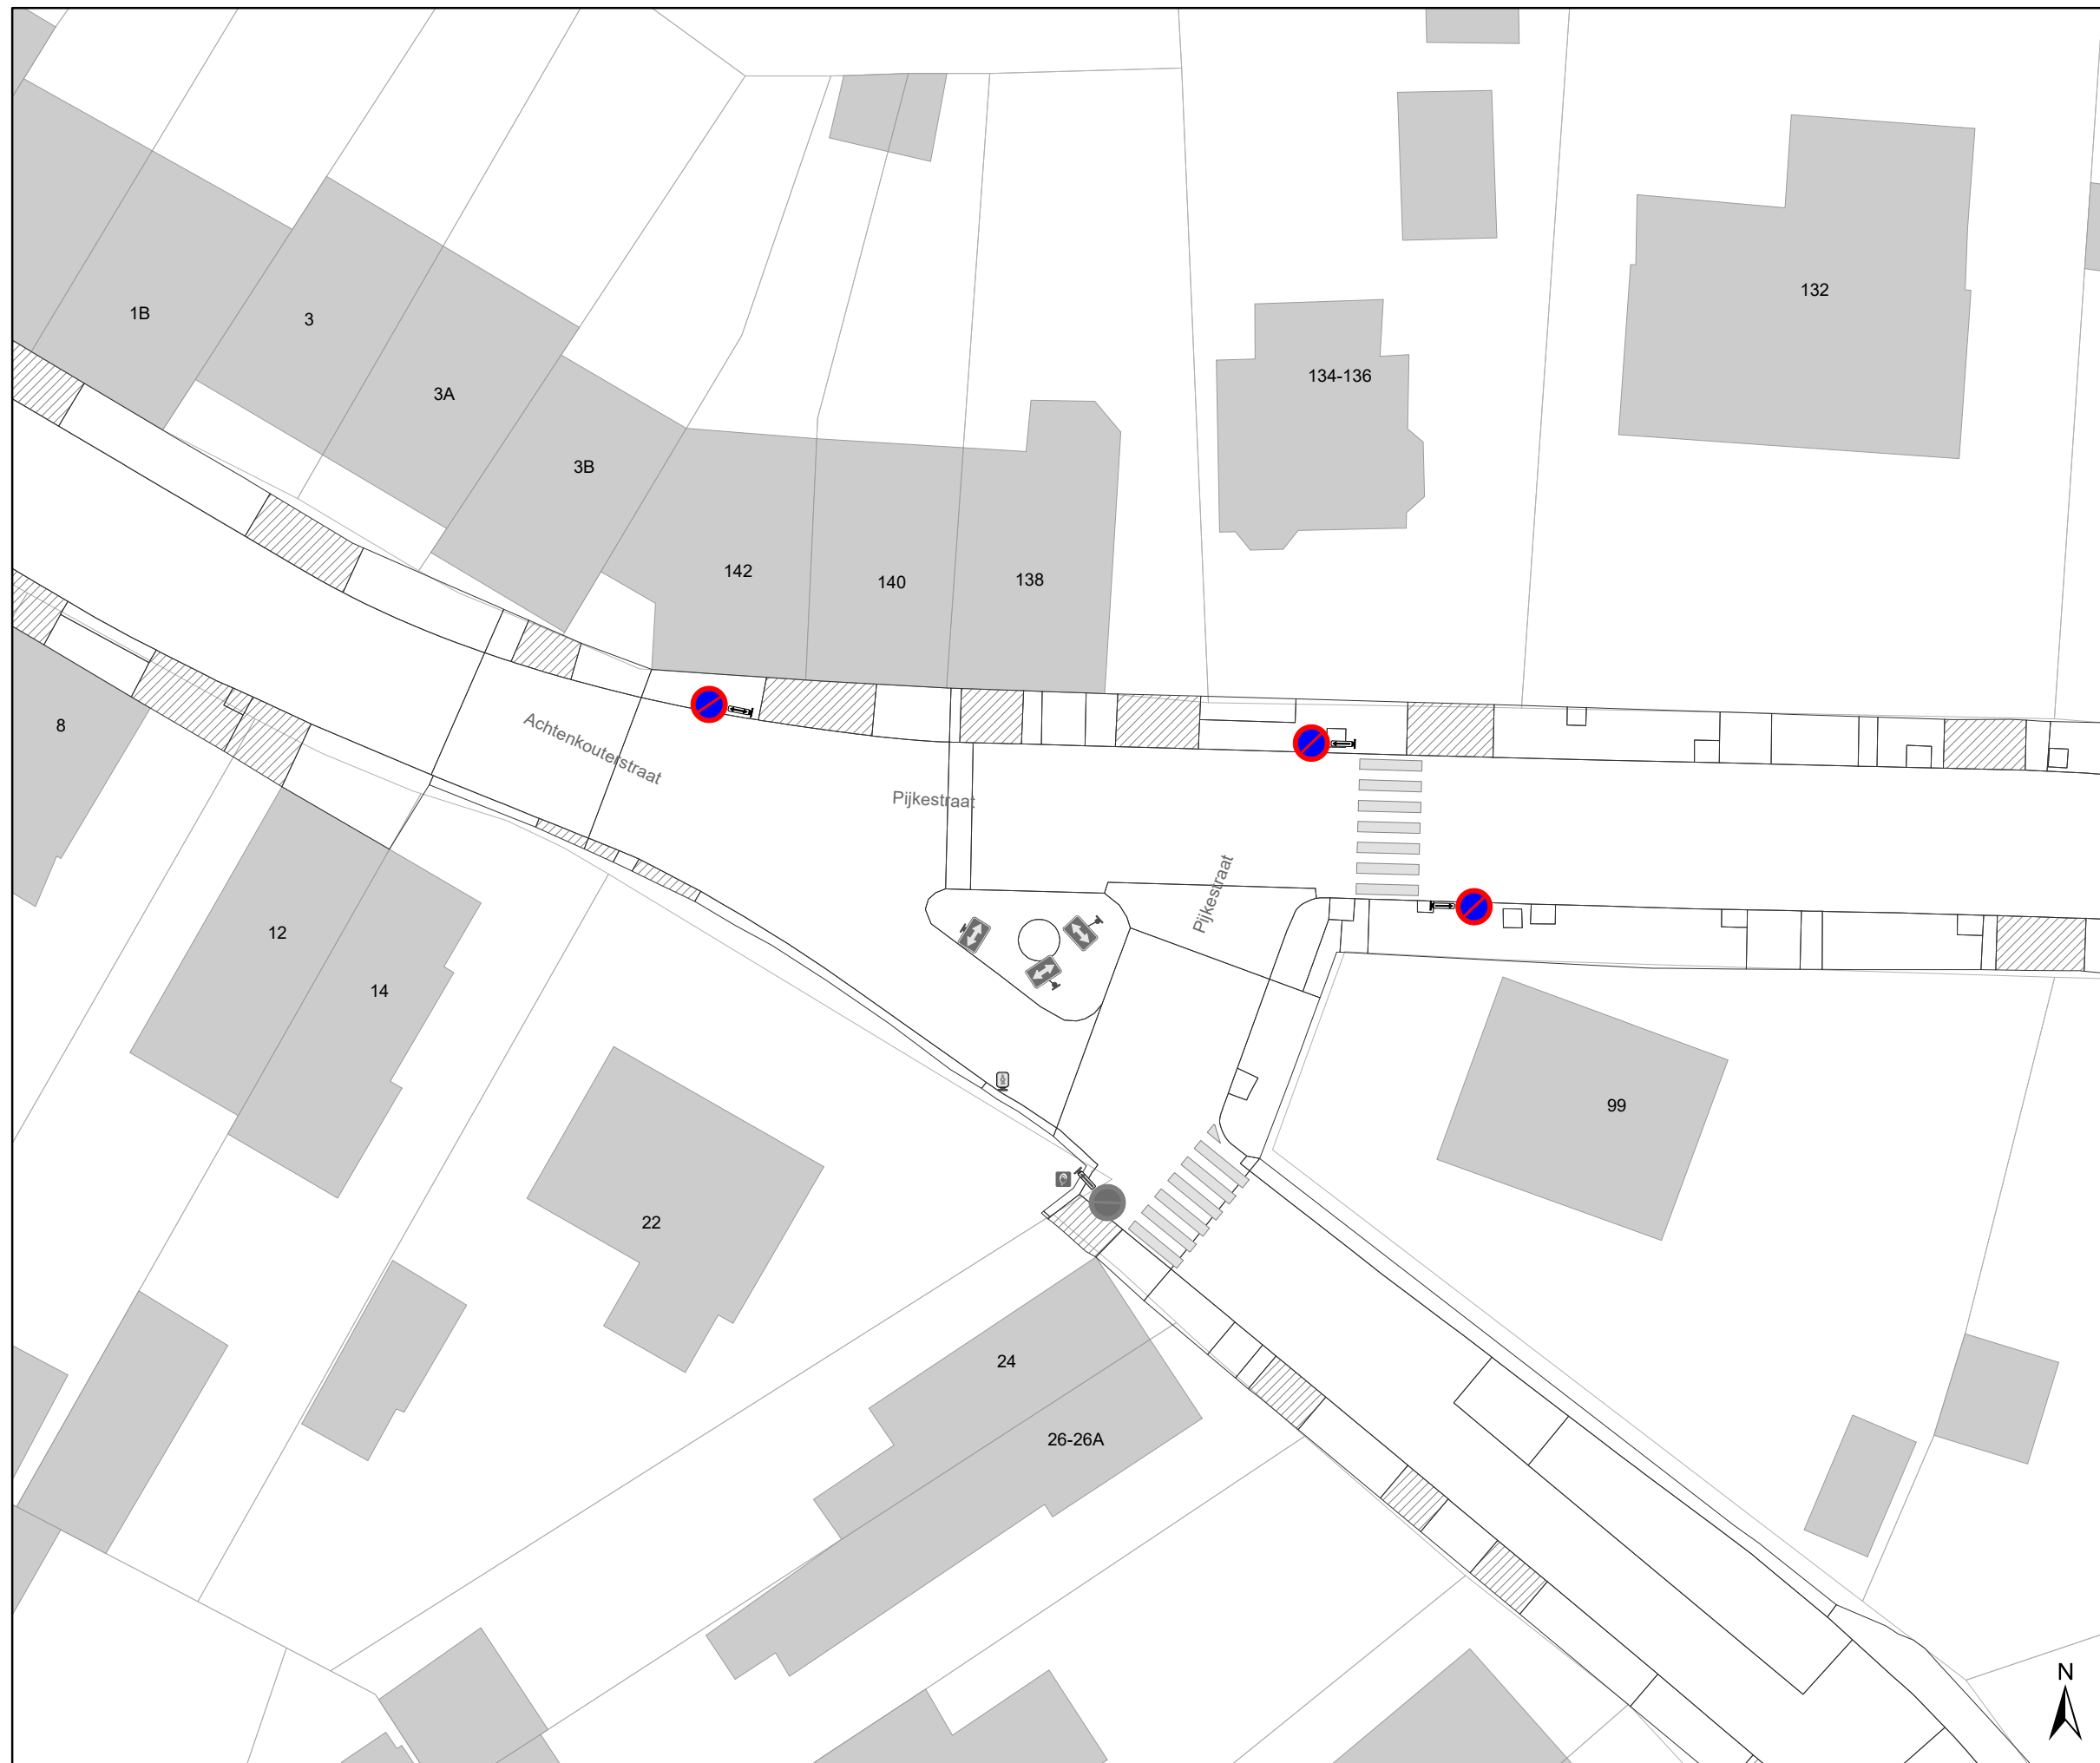 132
1B
3
134-136
3A
3B
142
140
138
8
Achtenkouterstraat
Pijkestraat
Pijkestraat
12
14
99
22
24
26-26A
N